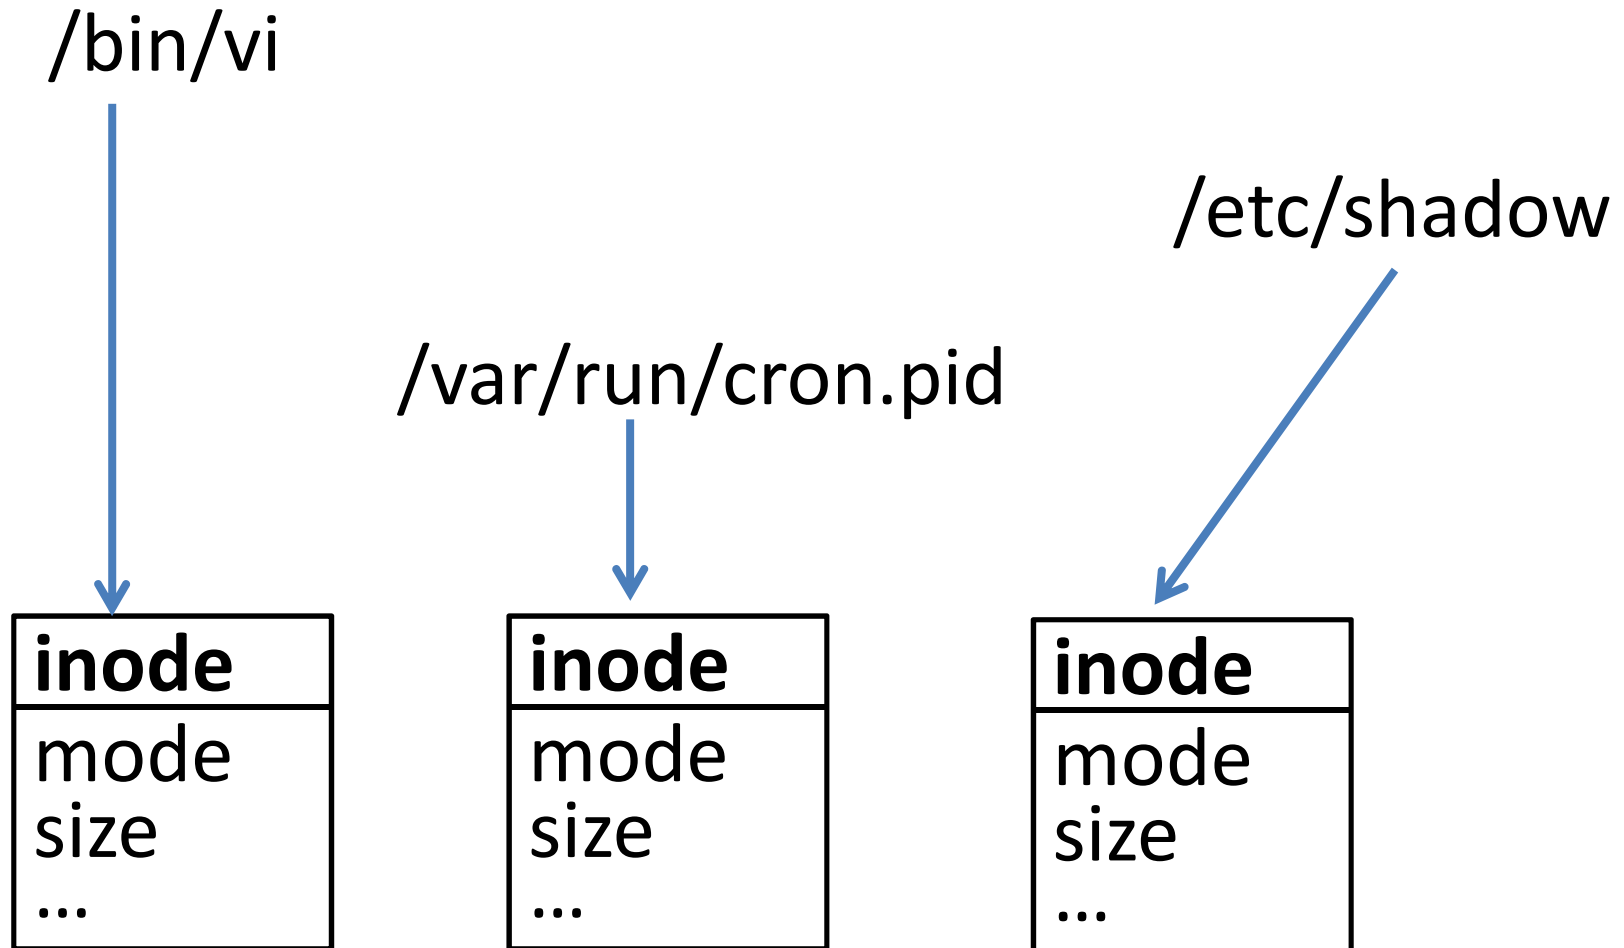 /bin/vi
/etc/shadow
/var/run/cron.pid
inode
mode
size
...
inode
mode
size
...
inode
mode
size
...